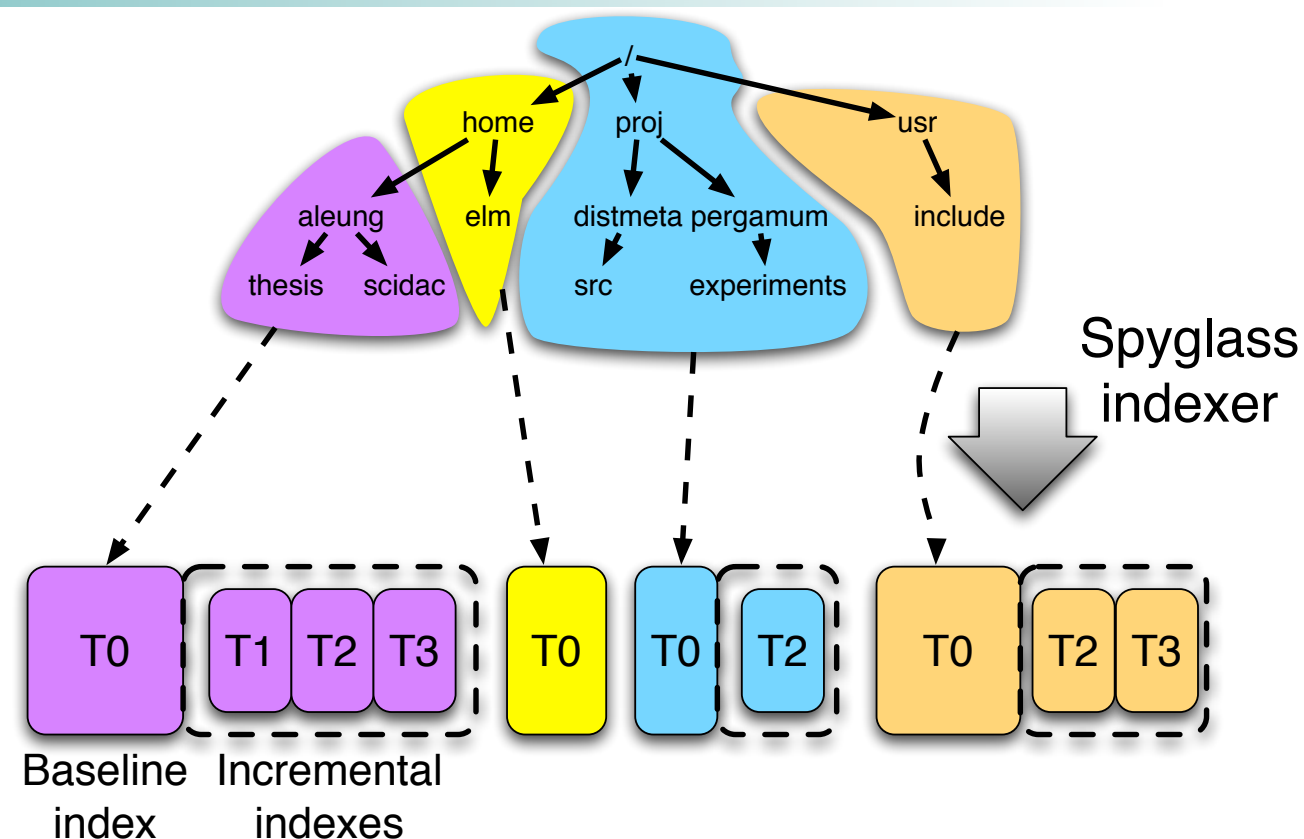 /
home proj usr
aleung elm distmeta pergamum include
thesis scidac src experiments
Spyglass
indexer
T0 T1 T2 T3 T0 T0 T2 T0 T2 T3
Baseline Incremental
index indexes